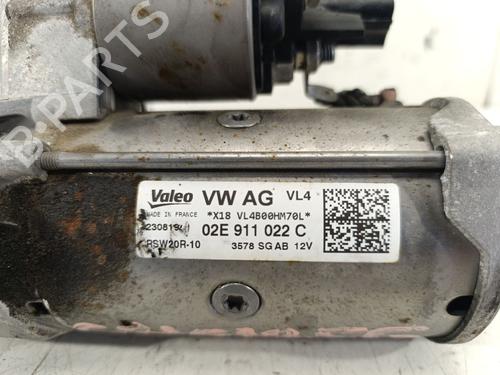 B-PARTS
Valeo VW AG VL4
MADE IN FRANCE *X18 VL4B00HM70L*
02E 911 022 C
RSW20R-10 3578 SG AB 12V